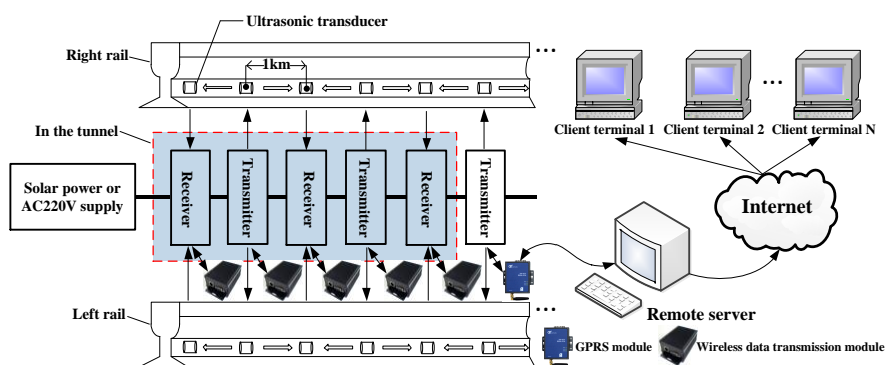 Ultrasonic transducer
Right rail
1km
...
In the tunnel
Client terminal 1
Client terminal 2
...
Client terminal N
Solar power or
AC220V supply
Receiver
Transmitter
Receiver
Transmitter
Receiver
Transmitter
Internet
Left rail
...
Remote server
GPRS module
Wireless data transmission module